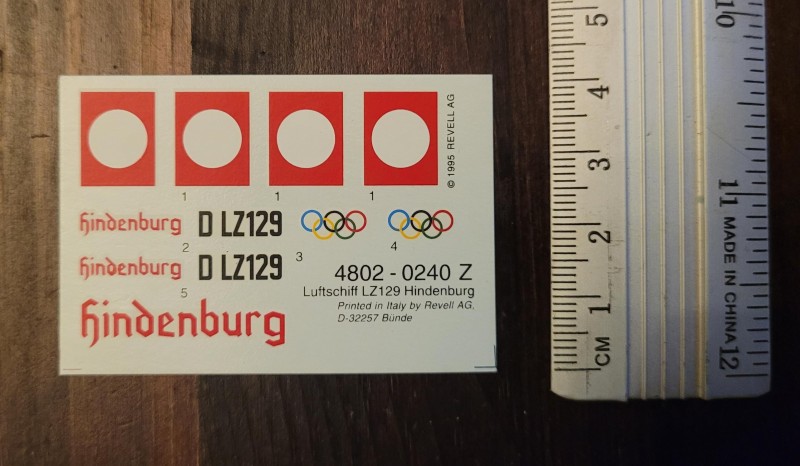 © 1995 REVELL AG
1
1
1
Hindenburg
D LZ129
2
4
Hindenburg
D LZ129
3
5
4802 - 0240 Z
Luftschiff LZ129 Hindenburg
Printed in Italy by Revell AG,
D-32257 Bünde
Hindenburg
5
4
3
2
1
CM
10
11
MADE IN CHINA
12